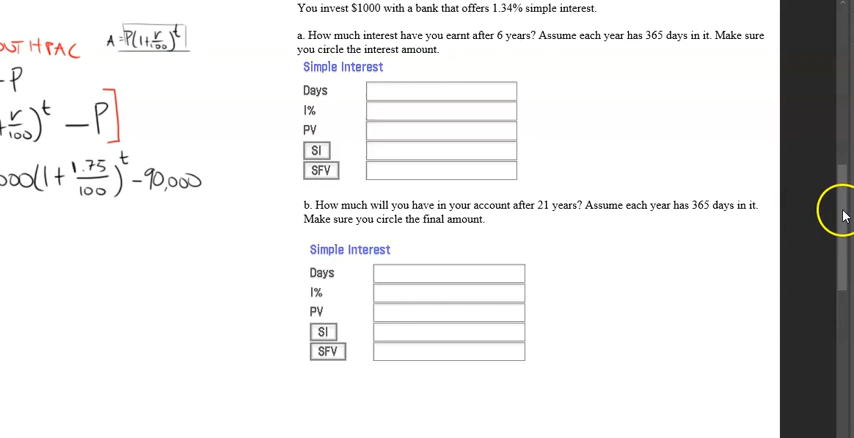 You invest $1000 with a bank that offers 1.34% simple interest.
OUT HPAC A = P(1+r/100)^t
a. How much interest have you earnt after 6 years? Assume each year has 365 days in it. Make sure
you circle the interest amount.
Simple Interest
- P
Days
I%
+ r/100)^t - P]
PV
SI
SFV
000(1+ 1.75/100)^t - 90,000
b. How much will you have in your account after 21 years? Assume each year has 365 days in it.
Make sure you circle the final amount.
Simple Interest
Days
I%
PV
SI
SFV